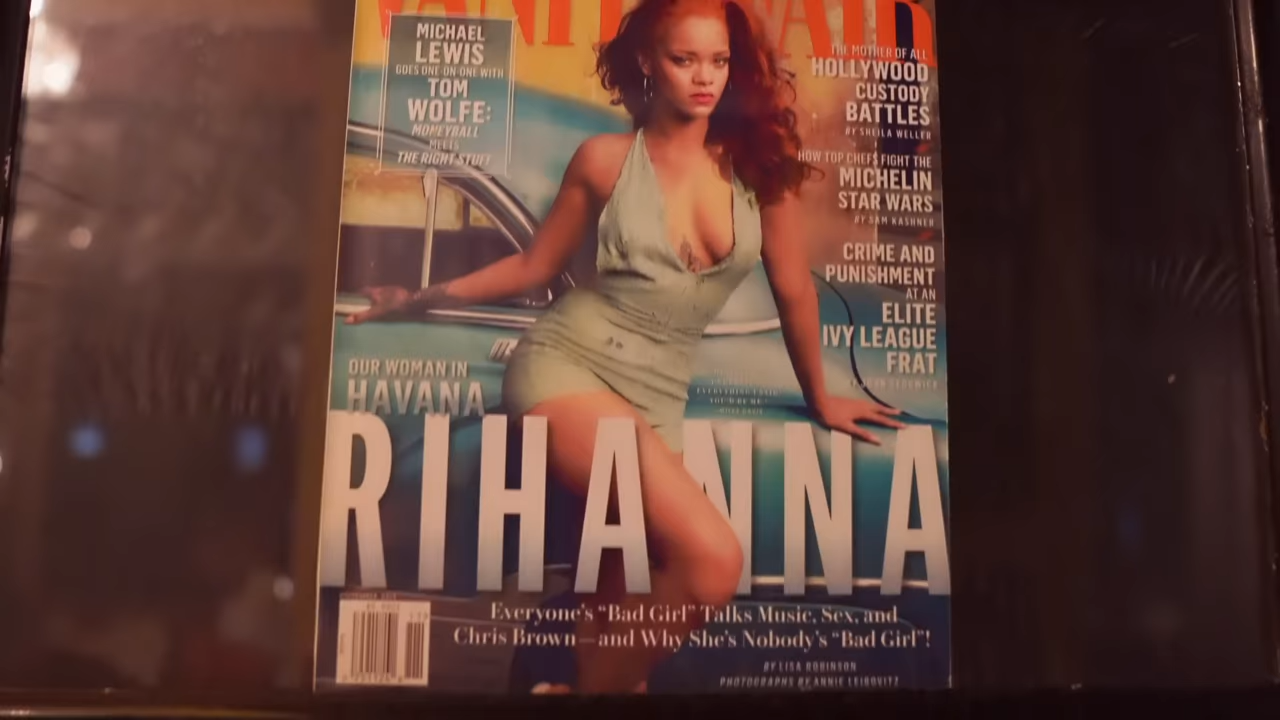 VANITY FAIR
MICHAEL
LEWIS
GOES ONE-ON-ONE WITH
TOM
WOLFE:
MONEYBALL
MEETS
THE RIGHT STUFF
THE MOTHER OF ALL
HOLLYWOOD
CUSTODY
BATTLES
BY SHEILA WELLER
HOW TOP CHEFS FIGHT THE
MICHELIN
STAR WARS
BY SAM KASHNER
CRIME AND
PUNISHMENT
AT AN
ELITE
IVY LEAGUE
FRAT
OUR WOMAN IN
HAVANA
RIHANNA
Everyone's “Bad Girl” Talks Music, Sex, and
Chris Brown—and Why She's Nobody's “Bad Girl”!
BY LISA ROBINSON
PHOTOGRAPHS BY ANNIE LEIBOVITZ